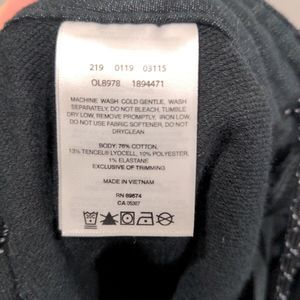 219 0119 03115
OL8978 1894471
MACHINE WASH COLD GENTLE, WASH
SEPARATELY, DO NOT BLEACH, TUMBLE
DRY LOW, REMOVE PROMPTLY, IRON LOW,
DO NOT USE FABRIC SOFTENER, DO NOT
DRYCLEAN
BODY: 76% COTTON,
13% TENCEL® LYOCELL, 10% POLYESTER,
1% ELASTANE
EXCLUSIVE OF TRIMMING
MADE IN VIETNAM
RN 89674
CA 05367